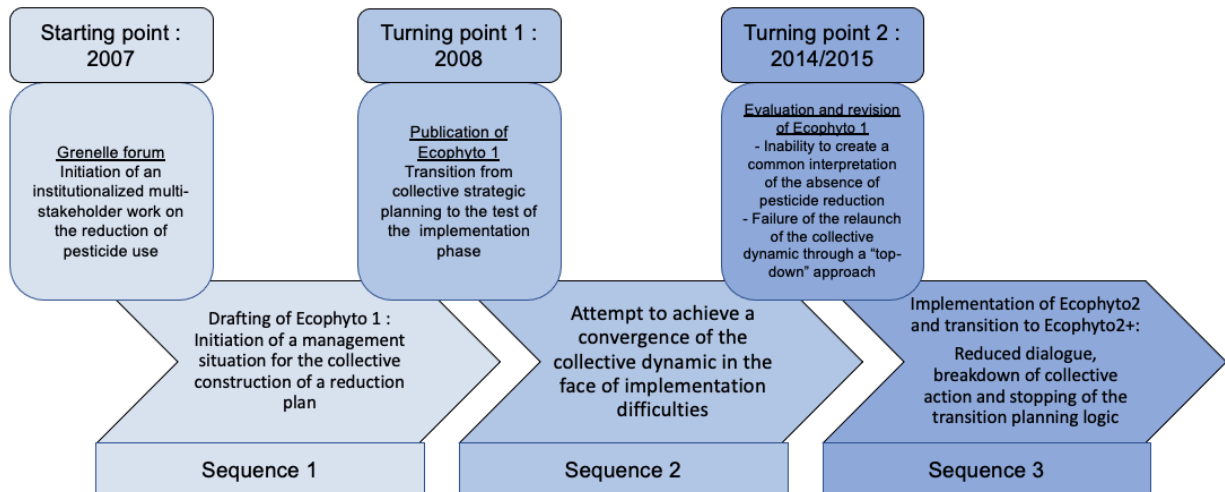 Starting point :
2007
Grenelle forum
Initiation of an
institutionalized multi-
stakeholder work on
the reduction of
pesticide use
Turning point 1 :
2008
Publication of
Ecophyto 1
Transition from
collective strategic
planning to the test of
the implementation
phase
Turning point 2 :
2014/2015
Evaluation and revision
of Ecophyto 1
- Inability to create a
common interpretation
of the absence of
pesticide reduction
- Failure of the relaunch
of the collective
dynamic through a “top-
down” approach
Drafting of Ecophyto 1 :
Initiation of a management
situation for the collective
construction of a reduction
plan
Attempt to achieve a
convergence of the
collective dynamic in the
face of implementation
difficulties
Implementation of Ecophyto2
and transition to Ecophyto2+:
Reduced dialogue,
breakdown of collective
action and stopping of the
transition planning logic
Sequence 1
Sequence 2
Sequence 3